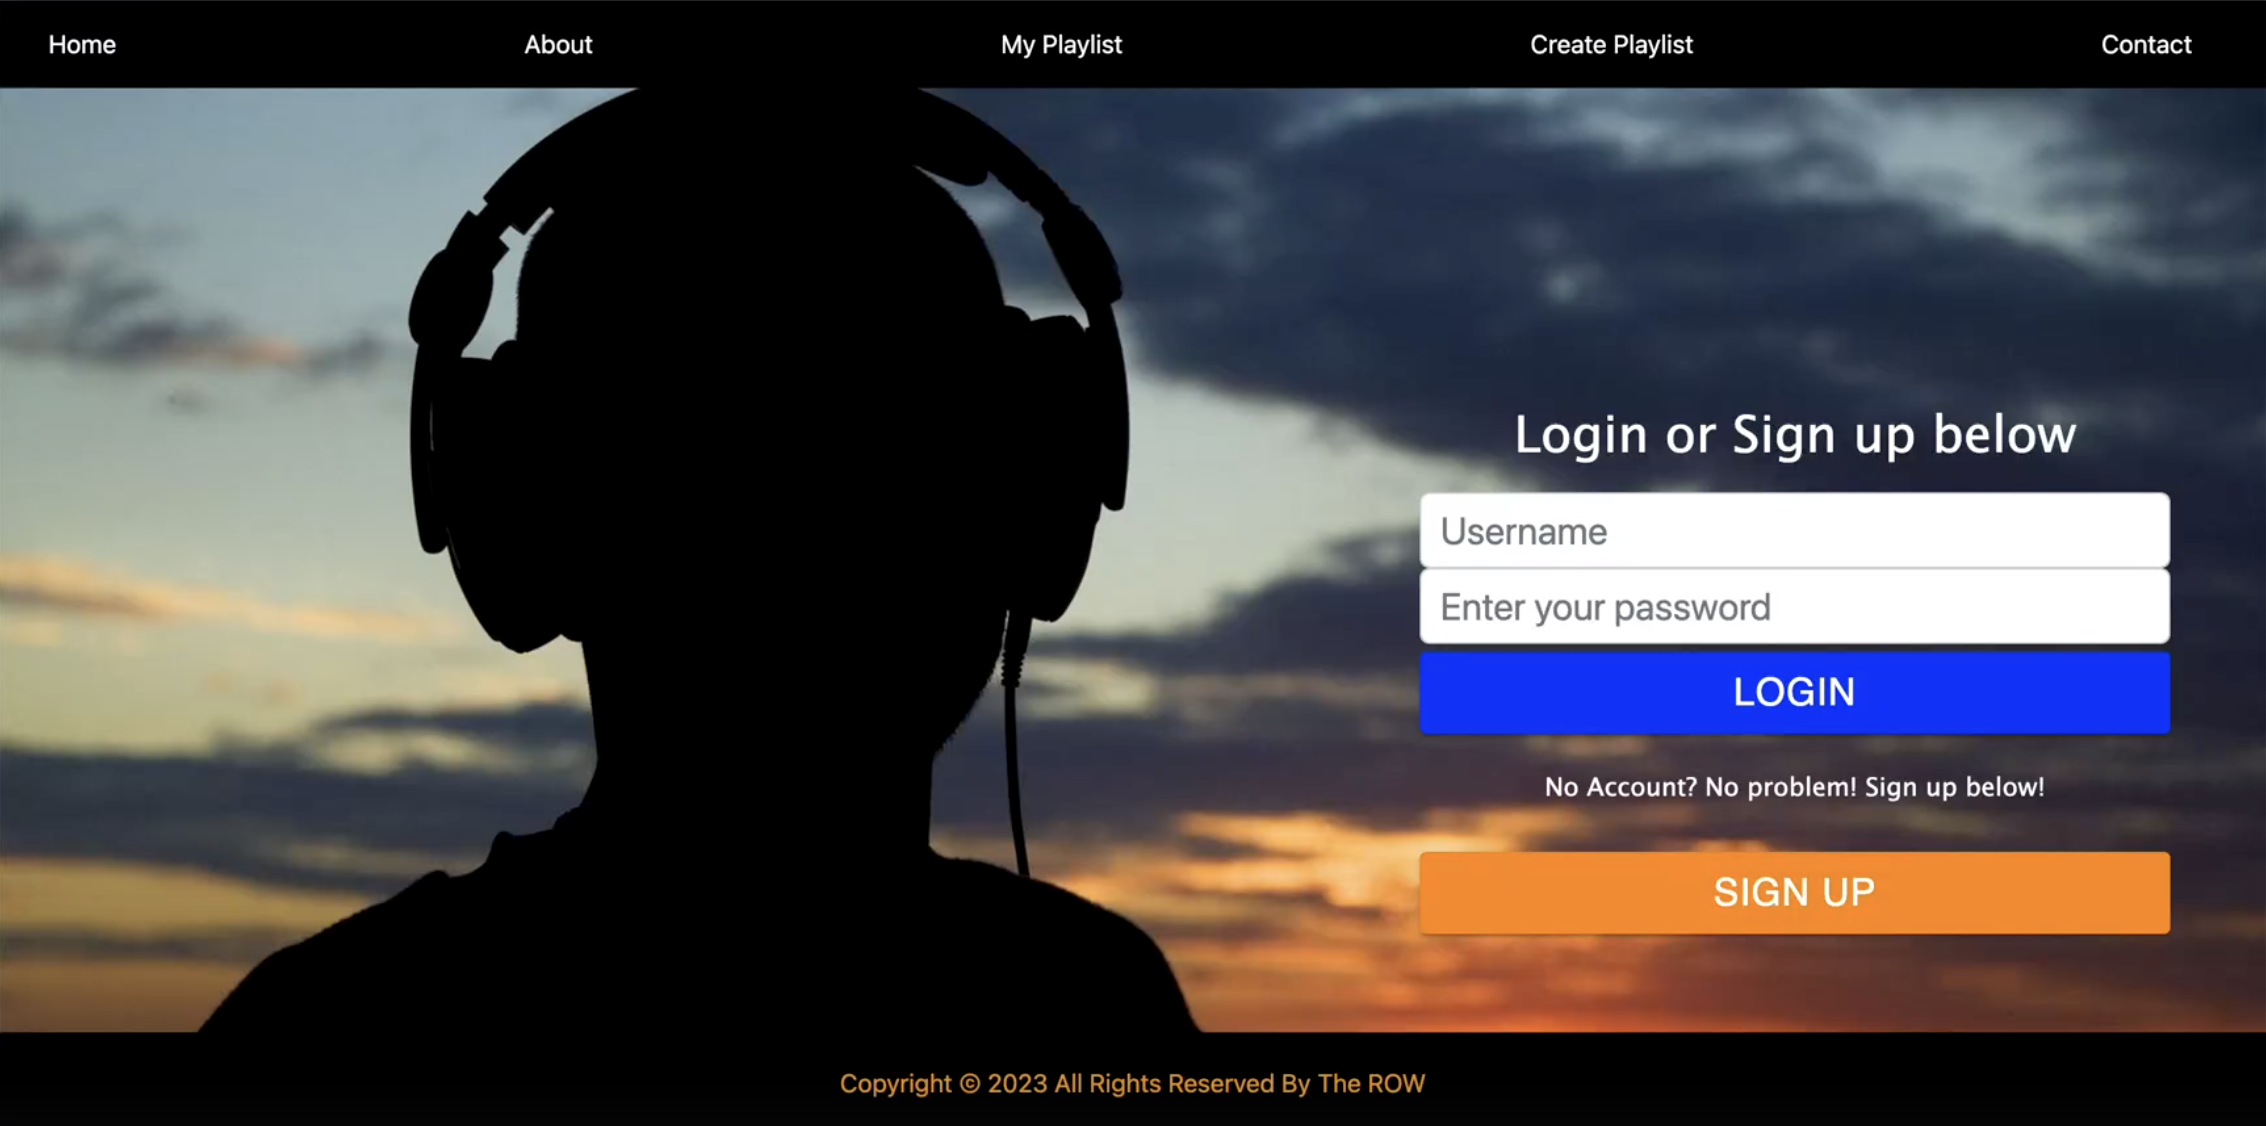 Home About My Playlist Create Playlist Contact
Login or Sign up below
Username
Enter your password
LOGIN
No Account? No problem! Sign up below!
SIGN UP
Copyright © 2023 All Rights Reserved By The ROW